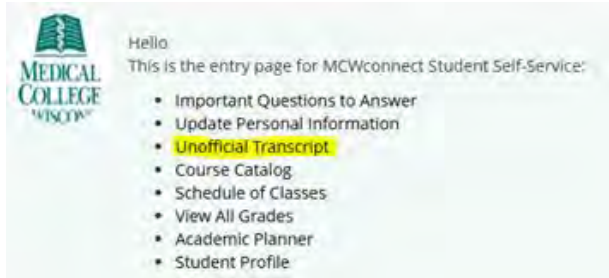 MEDICAL
COLLEGE
Hello
This is the entry page for MCWconnect Student Self-Service:
• Important Questions to Answer
• Update Personal Information
• Unofficial Transcript
• Course Catalog
• Schedule of Classes
• View All Grades
• Academic Planner
• Student Profile